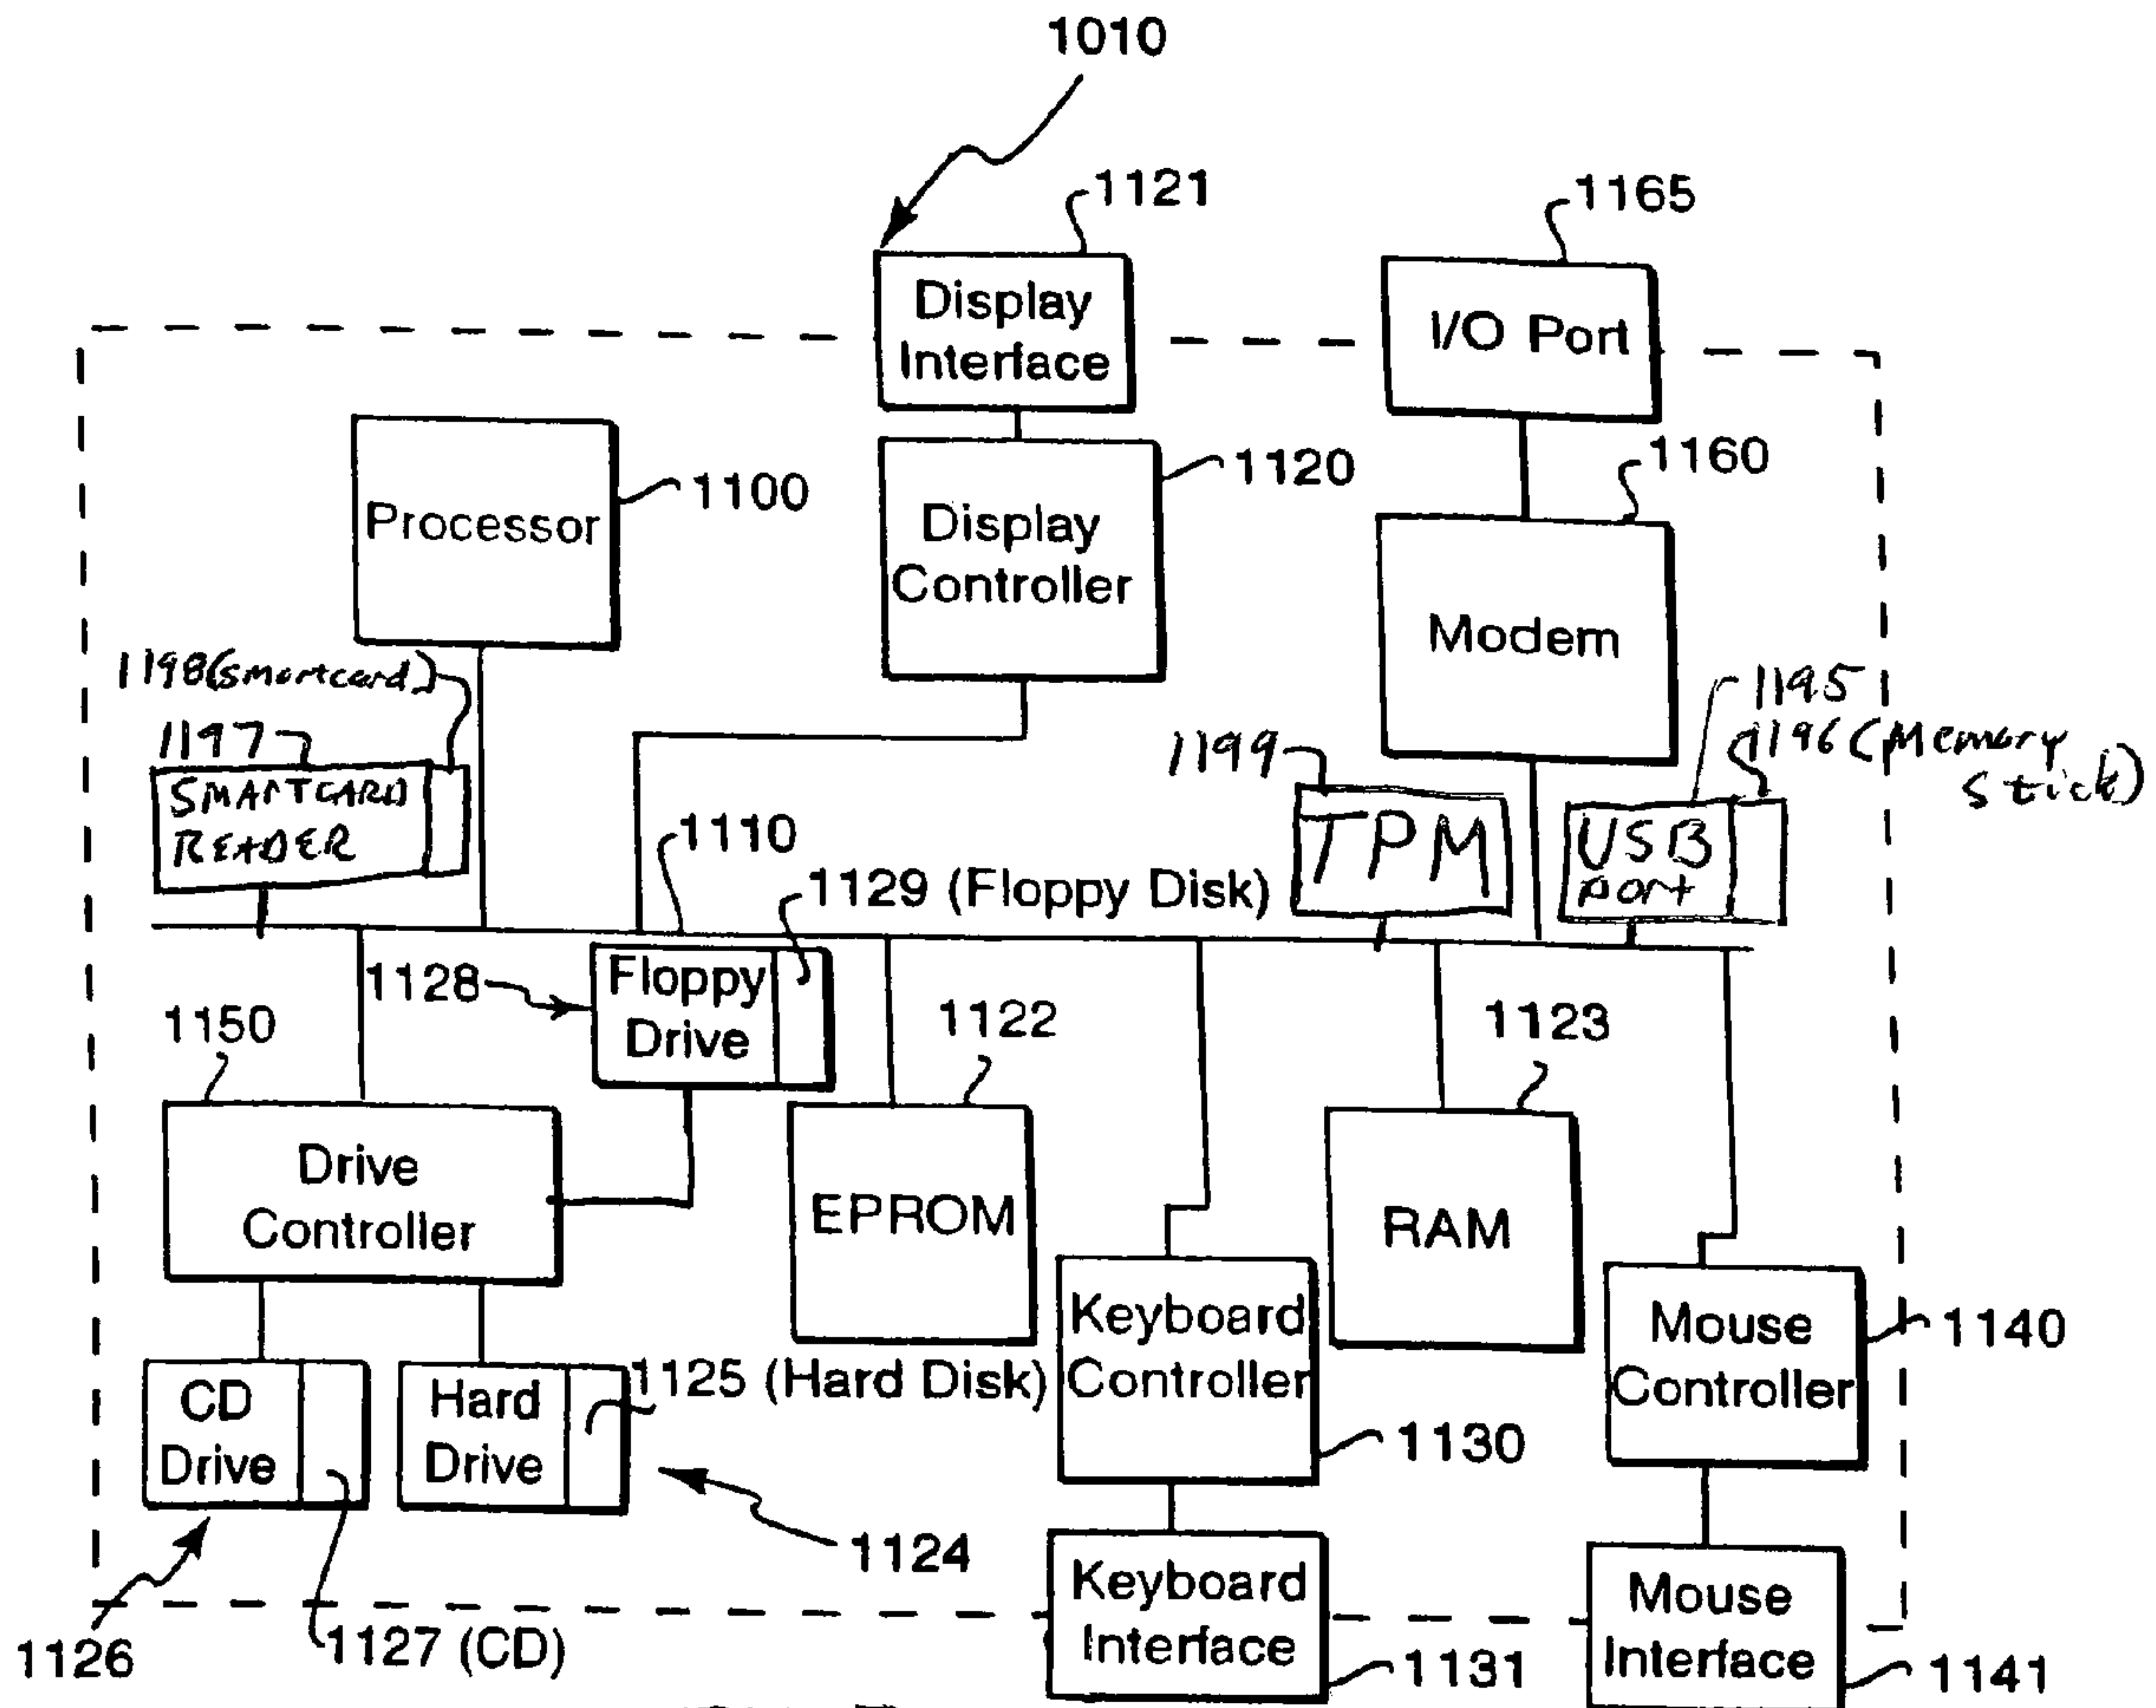 1010
1121
1165
Display
Interface
I/O Port
1100
1120
1160
Processor
Display
Controller
Modem
1198(smartcard)
1197
SMARTCARD
READER
1199
TPM
1195
1196(Memory
stick)
USB
port
1110
1129 (Floppy Disk)
1128
Floppy
Drive
1150
1122
1123
Drive
Controller
EPROM
RAM
Keyboard
Controller
Mouse
Controller
1140
CD
Drive
Hard
Drive
1125 (Hard Disk)
1130
1124
Keyboard
Interface
Mouse
Interface
1126
1127 (CD)
1131
1141